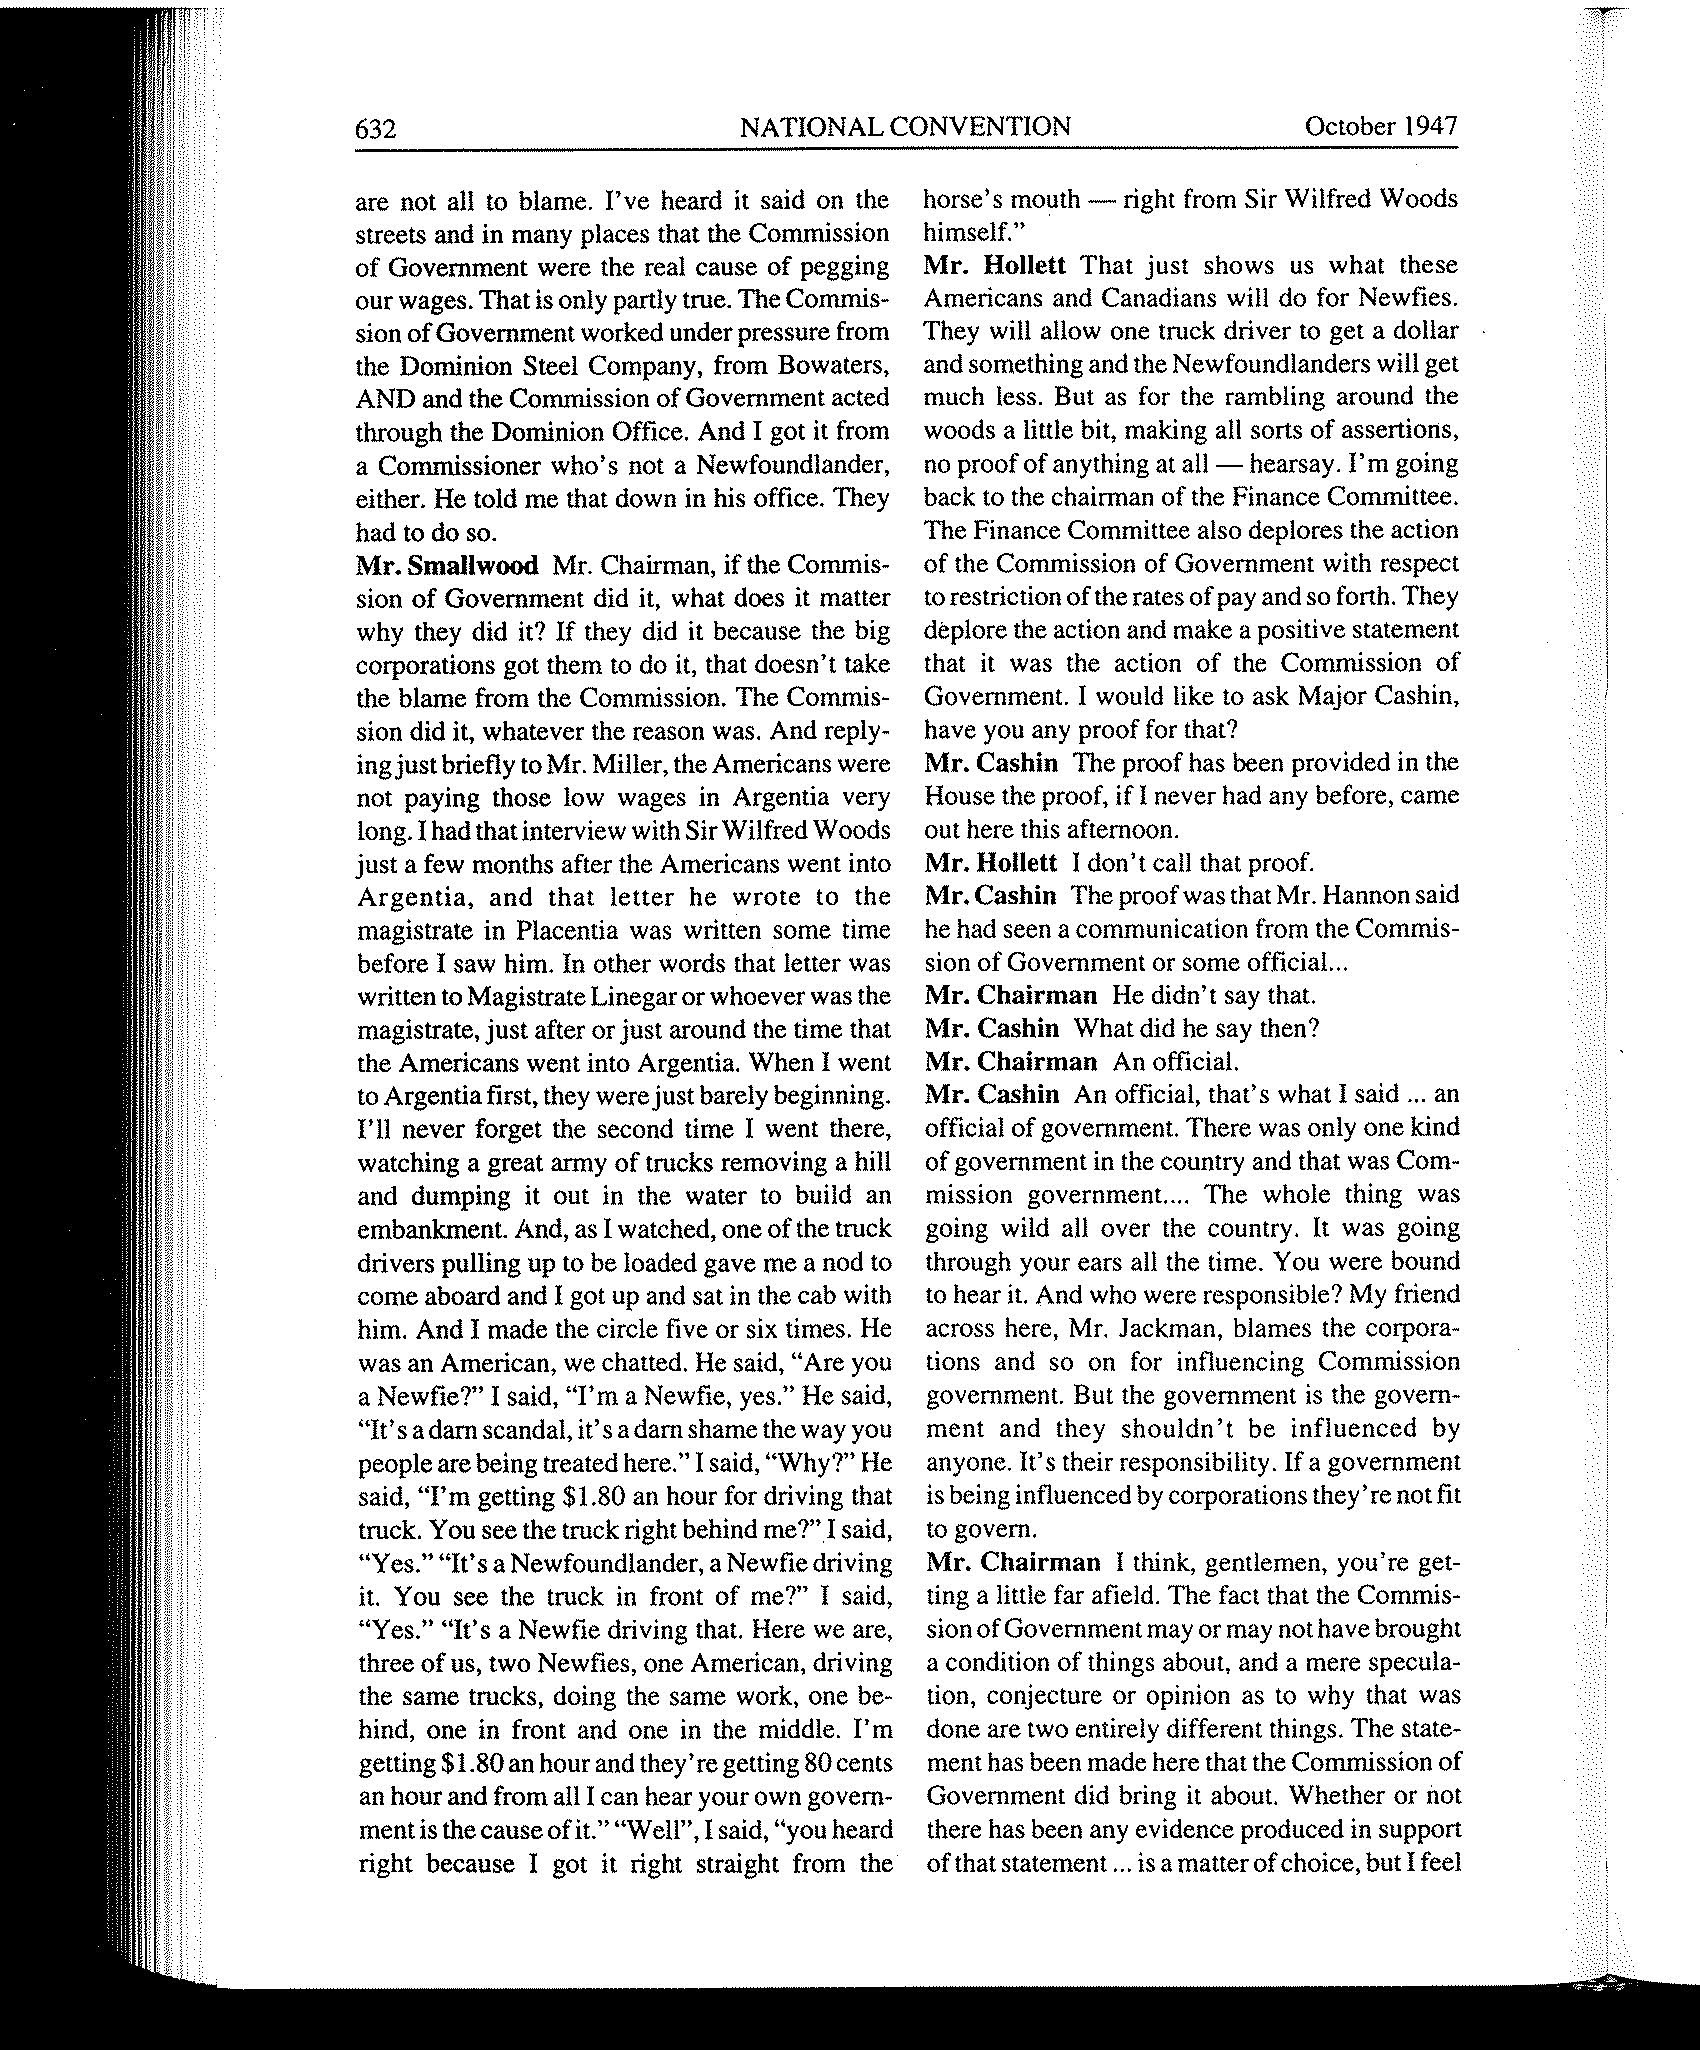 632 NATIONAL CONVENTION October 1947
are not all to blame. I've heard it said on the
streets and in many places that the Commission
of Government were the real cause of pegging
our wages. That is only partly true. The Commis-
sion of Government worked under pressure from
the Dominion Steel Company, from Bowaters,
AND and the Commission of Government acted
through the Dominion Office. And I got it from
a Commissioner who's not a Newfoundlander,
either. He told me that down in his office. They
had to do so.
Mr. Smallwood Mr. Chairman, if the Commis-
sion of Government did it, what does it matter
why they did it? If they did it because the big
corporations got them to do it, that doesn't take
the blame from the Commission. The Commis-
sion did it, whatever the reason was. And reply-
ing just briefly to Mr. Miller, the Americans were
not paying those low wages in Argentia very
long. I had that interview with Sir Wilfred Woods
just a few months after the Americans went into
Argentia, and that letter he wrote to the
magistrate in Placentia was written some time
before I saw him. In other words that letter was
written to Magistrate Linegar or whoever was the
magistrate, just after or just around the time that
the Americans went into Argentia. When I went
to Argentia first, they were just barely beginning.
I'll never forget the second time I went there,
watching a great army of trucks removing a hill
and dumping it out in the water to build an
embankment. And, as I watched, one of the truck
drivers pulling up to be loaded gave me a nod to
come aboard and I got up and sat in the cab with
him. And I made the circle five or six times. He
was an American, we chatted. He said, "Are you
a Newfie?" I said, "I'm a Newfie, yes." He said,
"It's a darn scandal, it's a darn shame the way you
people are being treated here." I said, "Why?" He
said, "I'm getting $1.80 an hour for driving that
truck. You see the truck right behind me?" I said,
"Yes." "It's a Newfoundlander, a Newfie driving
it. You see the truck in front of me?" I said,
"Yes." "It's a Newfie driving that. Here we are,
three of us, two Newfies, one American, driving
the same trucks, doing the same work, one be-
hind, one in front and one in the middle. I'm
getting $1.80 an hour and they're getting 80 cents
an hour and from all I can hear your own govern-
ment is the cause of it." "Well", I said, "you heard
right because I got it right straight from the
horse's mouth — right from Sir Wilfred Woods
himself."
Mr. Hollett That just shows us what these
Americans and Canadians will do for Newfies.
They will allow one truck driver to get a dollar
and something and the Newfoundlanders will get
much less. But as for the rambling around the
woods a little bit, making all sorts of assertions,
no proof of anything at all — hearsay. I'm going
back to the chairman of the Finance Committee.
The Finance Committee also deplores the action
of the Commission of Government with respect
to restriction of the rates of pay and so forth. They
deplore the action and make a positive statement
that it was the action of the Commission of
Government. I would like to ask Major Cashin,
have you any proof for that?
Mr. Cashin The proof has been provided in the
House the proof, if I never had any before, came
out here this afternoon.
Mr. Hollett I don't call that proof.
Mr. Cashin The proof was that Mr. Hannon said
he had seen a communication from the Commis-
sion of Government or some official...
Mr. Chairman He didn't say that.
Mr. Cashin What did he say then?
Mr. Chairman An official.
Mr. Cashin An official, that's what I said ... an
official of government. There was only one kind
of government in the country and that was Com-
mission government.... The whole thing was
going wild all over the country. It was going
through your ears all the time. You were bound
to hear it. And who were responsible? My friend
across here, Mr. Jackman, blames the corpora-
tions and so on for influencing Commission
government. But the government is the govern-
ment and they shouldn't be influenced by
anyone. It's their responsibility. If a government
is being influenced by corporations they're not fit
to govern.
Mr. Chairman I think, gentlemen, you're get-
ting a little far afield. The fact that the Commis-
sion of Government may or may not have brought
a condition of things about, and a mere specula-
tion, conjecture or opinion as to why that was
done are two entirely different things. The state-
ment has been made here that the Commission of
Government did bring it about. Whether or not
there has been any evidence produced in support
of that statement ... is a matter of choice, but I feel